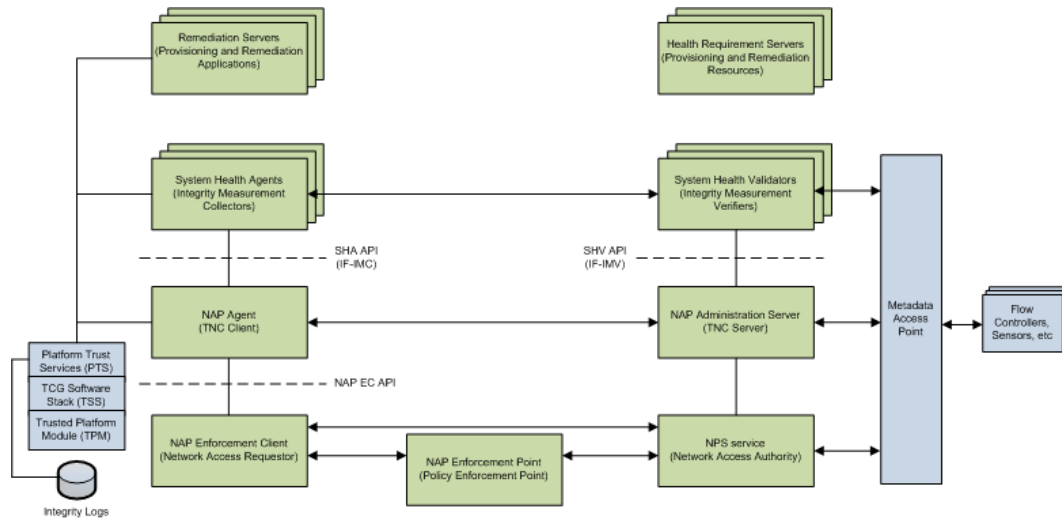 Remediation Servers
(Provisioning and Remediation
Applications)
Health Requirement Servers
(Provisioning and Remediation
Resources)
System Health Agents
(Integrity Measurement
Collectors)
System Health Validators
(Integrity Measurement
Verifiers)
SHA API
(IF-IMC)
SHV API
(IF-IMV)
NAP Agent
(TNC Client)
NAP Administration Server
(TNC Server)
Metadata
Access
Point
Flow
Controllers,
Sensors, etc
Platform Trust
Services (PTS)
TCG Software
Stack (TSS)
Trusted Platform
Module (TPM)
NAP EC API
NAP Enforcement Client
(Network Access Requestor)
NAP Enforcement Point
(Policy Enforcement Point)
NPS service
(Network Access Authority)
Integrity Logs